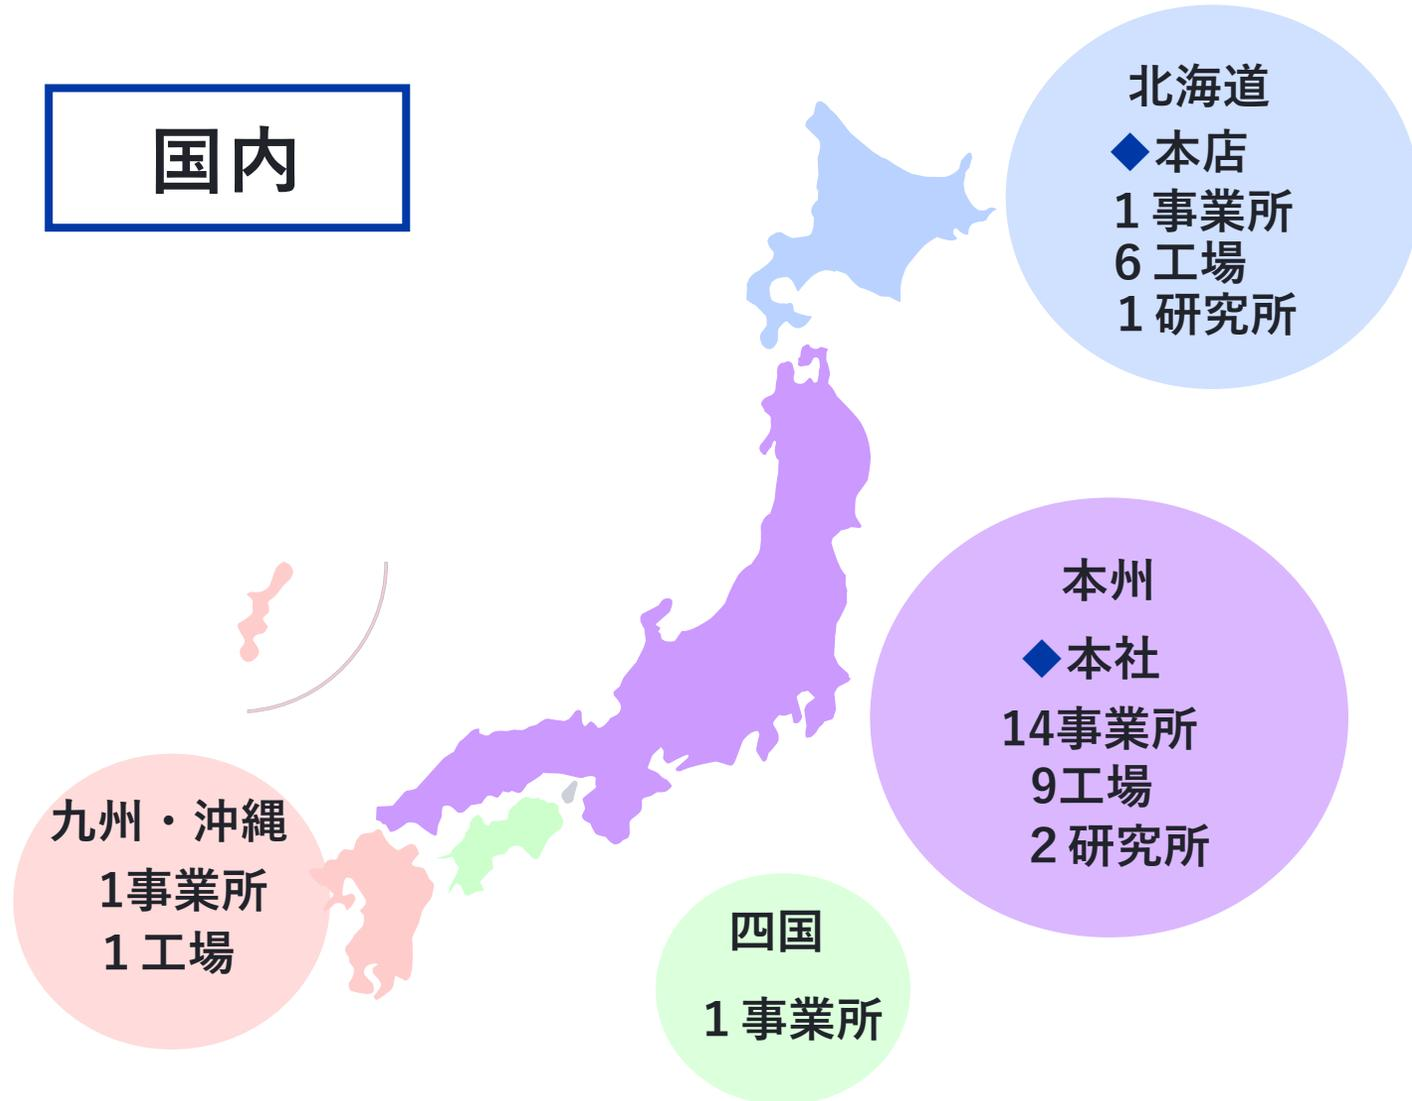 国内
北海道
◆本店
1 事業所
6 工場
1 研究所
本州
◆本社
14事業所
9工場
2 研究所
九州・沖縄
1事業所
1 工場
四国
1 事業所